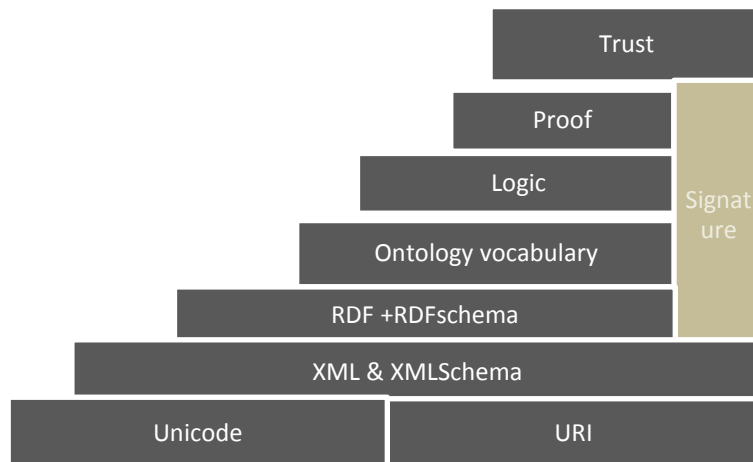 Trust
Proof
Logic
Signat
ure
Ontology vocabulary
RDF +RDFschema
XML & XMLSchema
Unicode
URI